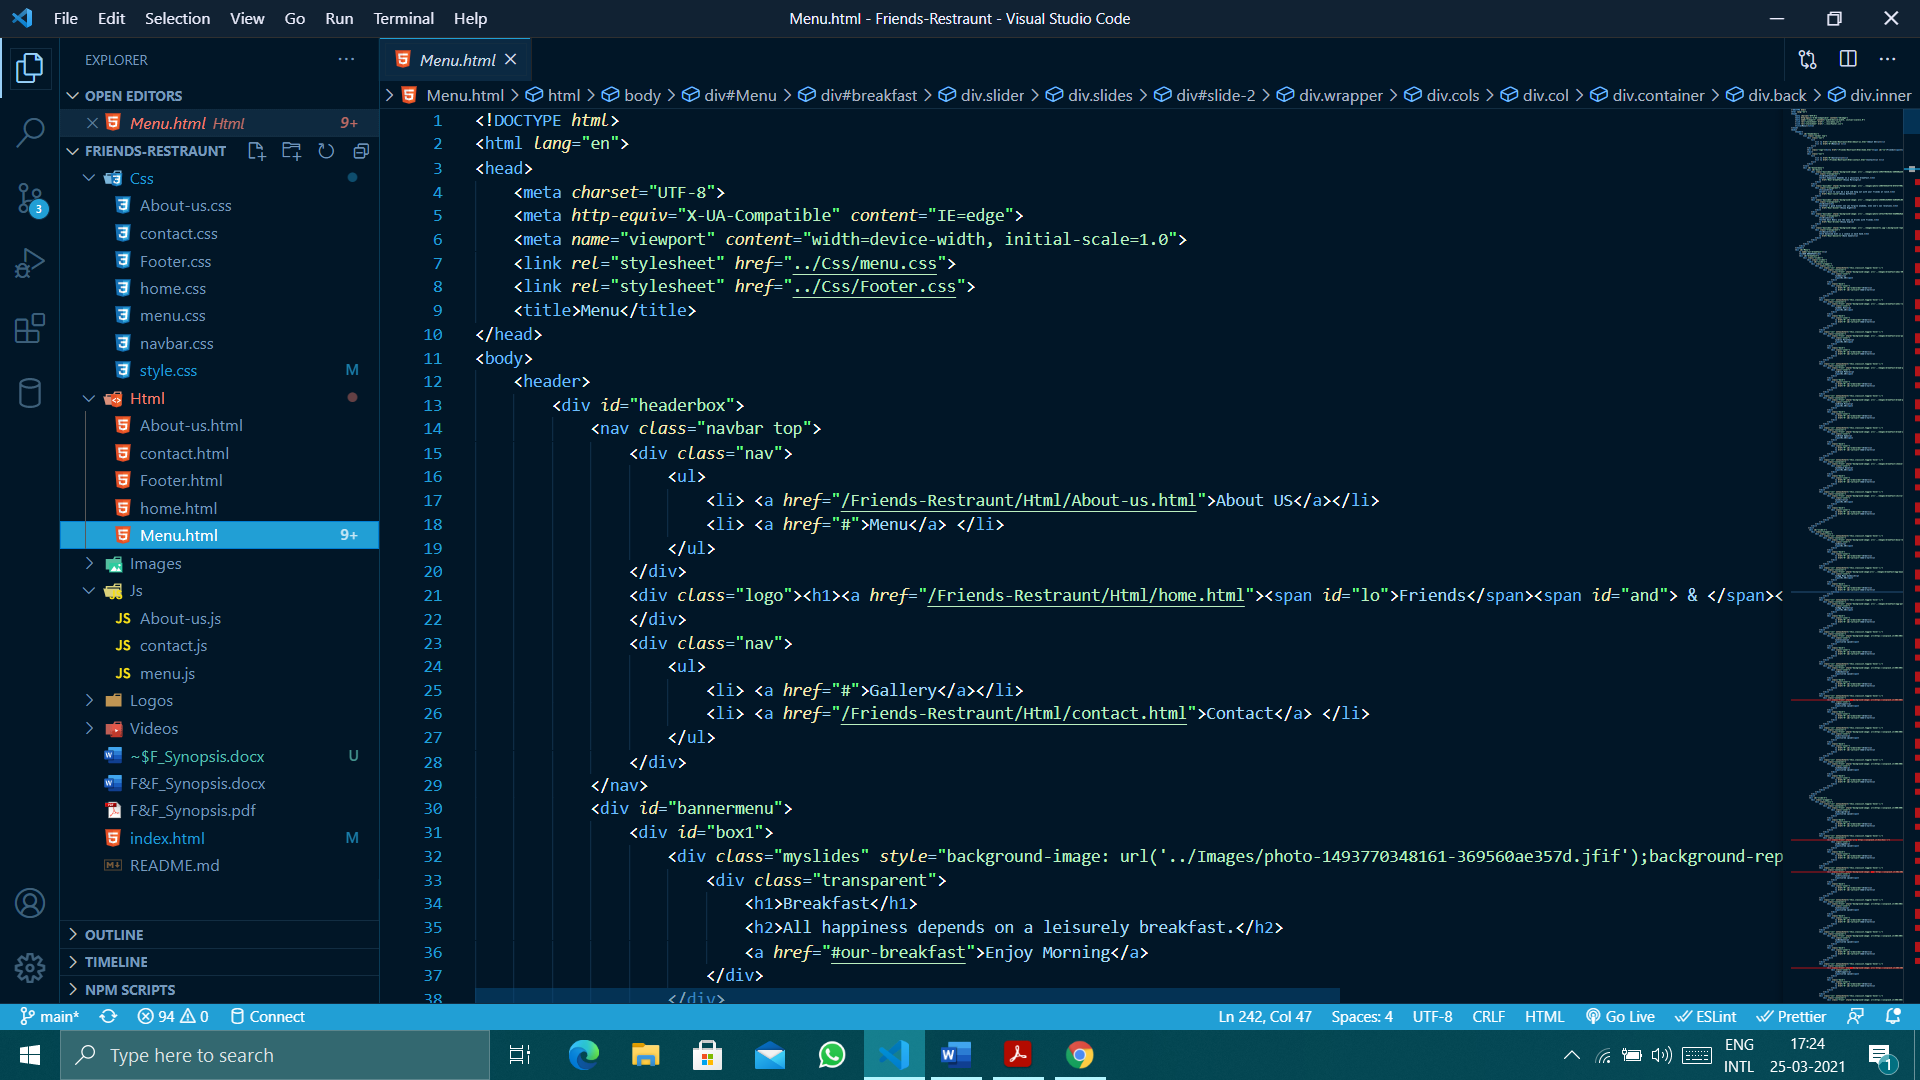 File Edit Selection View Go Run Terminal Help
Menu.html - Friends-Restraunt - Visual Studio Code
EXPLORER
OPEN EDITORS
Menu.html Html 9+
FRIENDS-RESTRAUNT
Css
About-us.css
contact.css
Footer.css
home.css
menu.css
navbar.css
style.css M
Html
About-us.html
contact.html
Footer.html
home.html
Menu.html 9+
Images
Js
JS About-us.js
JS contact.js
JS menu.js
Logos
Videos
~$F_Synopsis.docx U
F&F_Synopsis.docx
F&F_Synopsis.pdf
index.html M
README.md
OUTLINE
TIMELINE
NPM SCRIPTS
3
Menu.html
Menu.html > html > body > div#Menu > div#breakfast > div.slider > div.slides > div#slide-2 > div.wrapper > div.cols > div.col > div.container > div.back > div.inner
1 <!DOCTYPE html>
2 <html lang="en">
3 <head>
4 <meta charset="UTF-8">
5 <meta http-equiv="X-UA-Compatible" content="IE=edge">
6 <meta name="viewport" content="width=device-width, initial-scale=1.0">
7 <link rel="stylesheet" href="../Css/menu.css">
8 <link rel="stylesheet" href="../Css/Footer.css">
9 <title>Menu</title>
10 </head>
11 <body>
12 <header>
13 <div id="headerbox">
14 <nav class="navbar top">
15 <div class="nav">
16 <ul>
17 <li> <a href="/Friends-Restraunt/Html/About-us.html">About US</a></li>
18 <li> <a href="#">Menu</a> </li>
19 </ul>
20 </div>
21 <div class="logo"><h1><a href="/Friends-Restraunt/Html/home.html"><span id="lo">Friends</span><span id="and"> & </span><
22 </div>
23 <div class="nav">
24 <ul>
25 <li> <a href="#">Gallery</a></li>
26 <li> <a href="/Friends-Restraunt/Html/contact.html">Contact</a> </li>
27 </ul>
28 </div>
29 </nav>
30 <div id="bannermenu">
31 <div id="box1">
32 <div class="myslides" style="background-image: url('../Images/photo-1493770348161-369560ae357d.jfif');background-rep
33 <div class="transparent">
34 <h1>Breakfast</h1>
35 <h2>All happiness depends on a leisurely breakfast.</h2>
36 <a href="#our-breakfast">Enjoy Morning</a>
37 </div>
38 </div>
main* 94 0 Connect
Ln 242, Col 47 Spaces: 4 UTF-8 CRLF HTML Go Live ESLint Prettier
Type here to search
ENG
INTL
17:24
25-03-2021
1